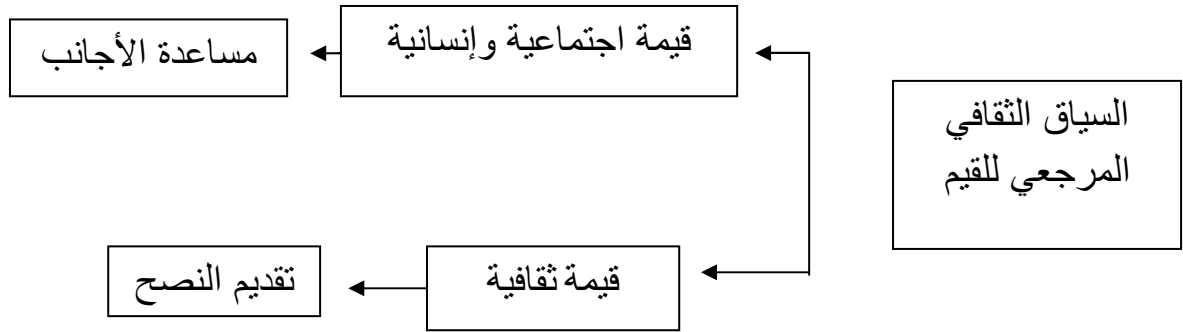 السياق الثقافي
المرجعي للقيم
قيمة اجتماعية وإنسانية
مساعدة الأجانب
قيمة ثقافية
تقديم النصح